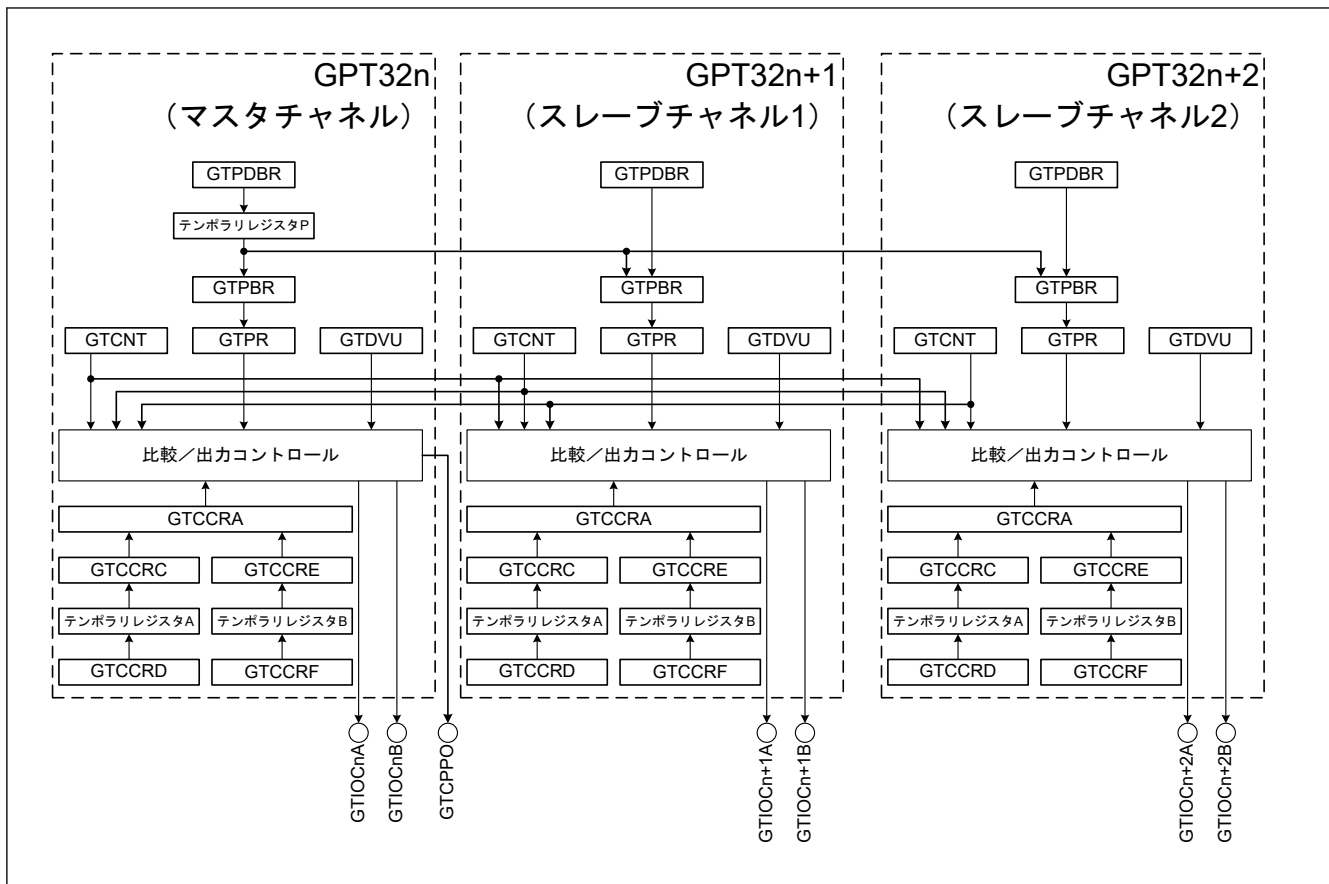 GPT32n
（マスタチャネル）
GTPDBR
テンポラリレジスタP
GTPBR
GTCNT
GTPR
GTDVU
比較／出力コントロール
GTCCRA
GTCCRC
GTCCRE
テンポラリレジスタA
テンポラリレジスタB
GTCCRD
GTCCRF
GTIOCnA
GTIOCnB
GTCPPO
GPT32n+1
（スレーブチャネル1）
GTPDBR
GTPBR
GTCNT
GTPR
GTDVU
比較／出力コントロール
GTCCRA
GTCCRC
GTCCRE
テンポラリレジスタA
テンポラリレジスタB
GTCCRD
GTCCRF
GTIOCn+1A
GTIOCn+1B
GPT32n+2
（スレーブチャネル2）
GTPDBR
GTPBR
GTCNT
GTPR
GTDVU
比較／出力コントロール
GTCCRA
GTCCRC
GTCCRE
テンポラリレジスタA
テンポラリレジスタB
GTCCRD
GTCCRF
GTIOCn+2A
GTIOCn+2B